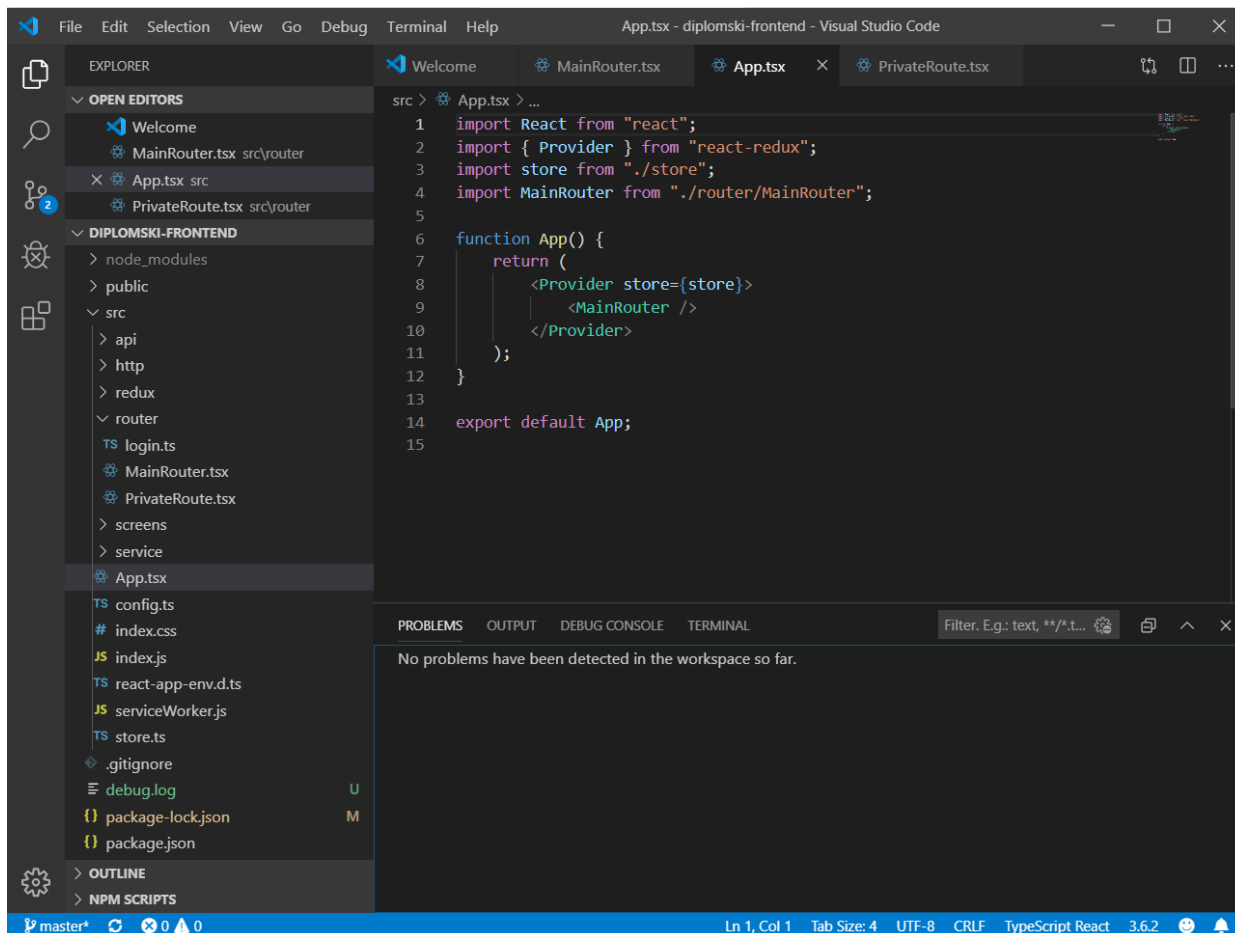 File Edit Selection View Go Debug Terminal Help App.tsx - diplomski-frontend - Visual Studio Code
EXPLORER
OPEN EDITORS
Welcome
MainRouter.tsx src\router
App.tsx src
PrivateRoute.tsx src\router
2
DIPLOMSKI-FRONTEND
node_modules
public
src
api
http
redux
router
TS login.ts
MainRouter.tsx
PrivateRoute.tsx
screens
service
App.tsx
TS config.ts
# index.css
JS index.js
TS react-app-env.d.ts
JS serviceWorker.js
TS store.ts
.gitignore
debug.log U
{} package-lock.json M
{} package.json
OUTLINE
NPM SCRIPTS
Welcome MainRouter.tsx App.tsx PrivateRoute.tsx
src > App.tsx > ...
1 import React from "react";
2 import { Provider } from "react-redux";
3 import store from "./store";
4 import MainRouter from "./router/MainRouter";
5
6 function App() {
7 return (
8 <Provider store={store}>
9 <MainRouter />
10 </Provider>
11 );
12 }
13
14 export default App;
15
PROBLEMS OUTPUT DEBUG CONSOLE TERMINAL Filter. E.g.: text, **/*.t...
No problems have been detected in the workspace so far.
master* 0 0 Ln 1, Col 1 Tab Size: 4 UTF-8 CRLF TypeScript React 3.6.2